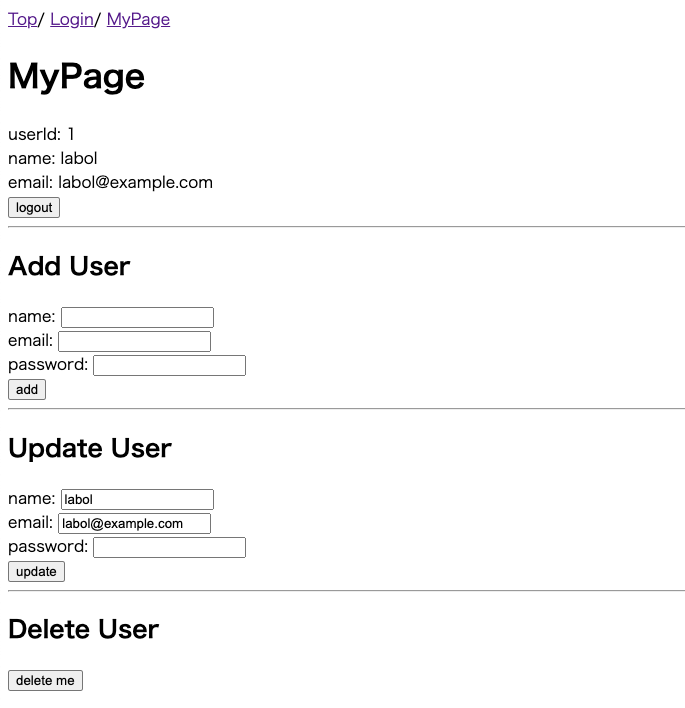 Top/ Login/ MyPage
MyPage
userId: 1
name: labol
email: labol@example.com
logout
Add User
name:
email:
password:
add
Update User
name: labol
email: labol@example.com
password:
update
Delete User
delete me